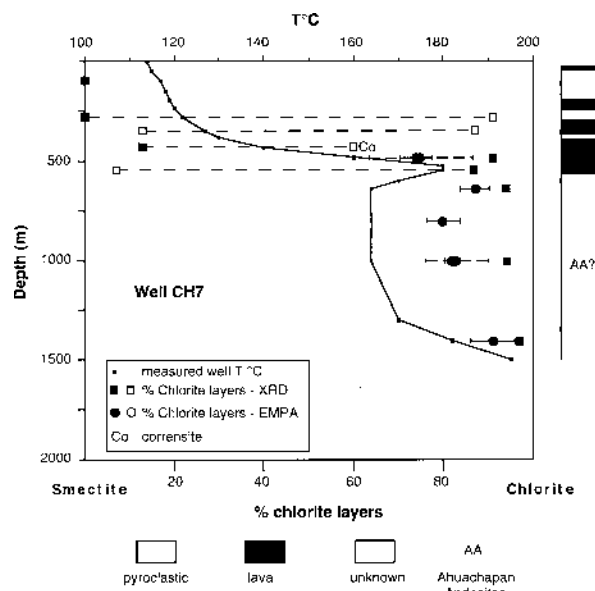 T°C
100 120 140 160 180 200
500
1000
1500
2000
Depth (m)
Co
Well CH7
AA?
measured well T °C
% Chlorite layers - XRD
% Chlorite layers - EMPA
Co corrensite
Smectite 20 40 60 80 Chlorite
% chlorite layers
pyroclastic lava unknown AA
Ahuachapan